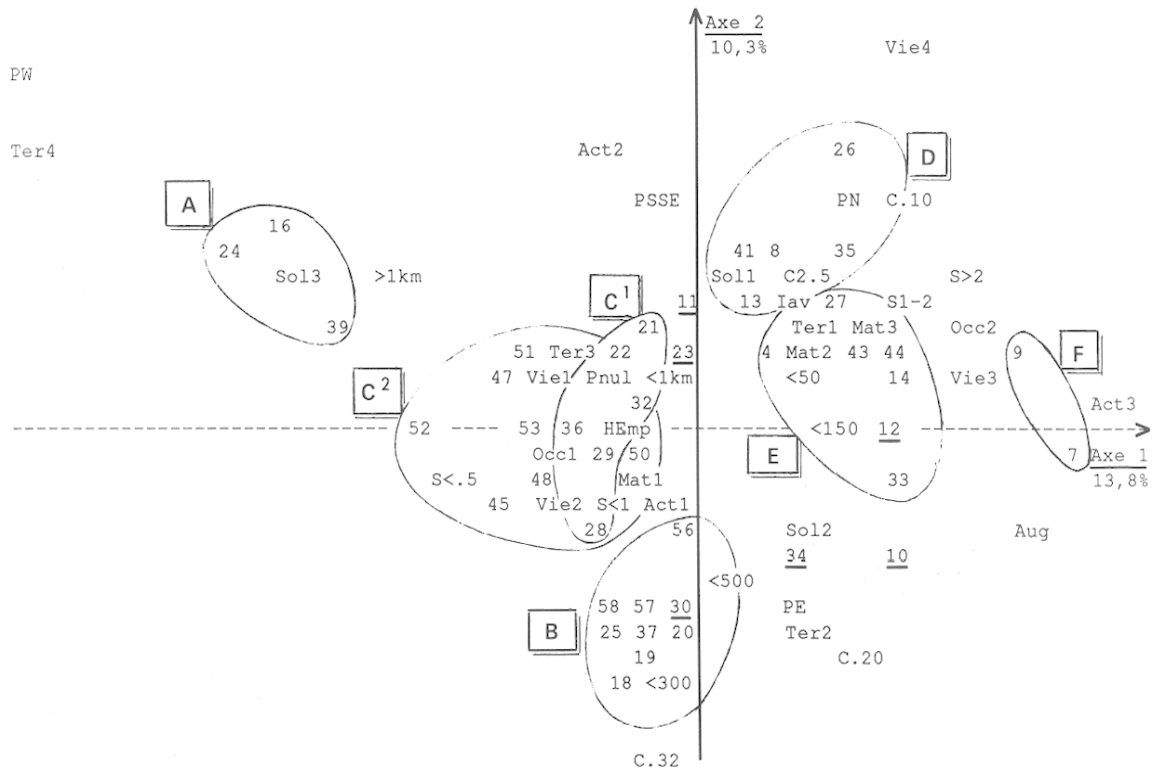 Axe 2
10,3% Vie4
PW
Ter4 Act2 26 D
A PSSE PN C.10
16
24 41 8 35
Sol3 >1km Sol1 C2.5 S>2
C1 11 13 Iav 27 S1-2
39 21 Ter1 Mat3 Occ2
51 Ter3 22 23 4 Mat2 43 44 9 F
47 Vie1 Pnul <1km <50 14 Vie3
C2 32 Act3
52 53 36 HEmp <150 12
Occ1 29 50 E 7 Axe 1
S<.5 48 Mat1 33 13,8%
45 Vie2 S<1 Act1
28 56 Sol2 Aug
34 10
<500
58 57 30 PE
B 25 37 20 Ter2
19 C.20
18 <300
C.32